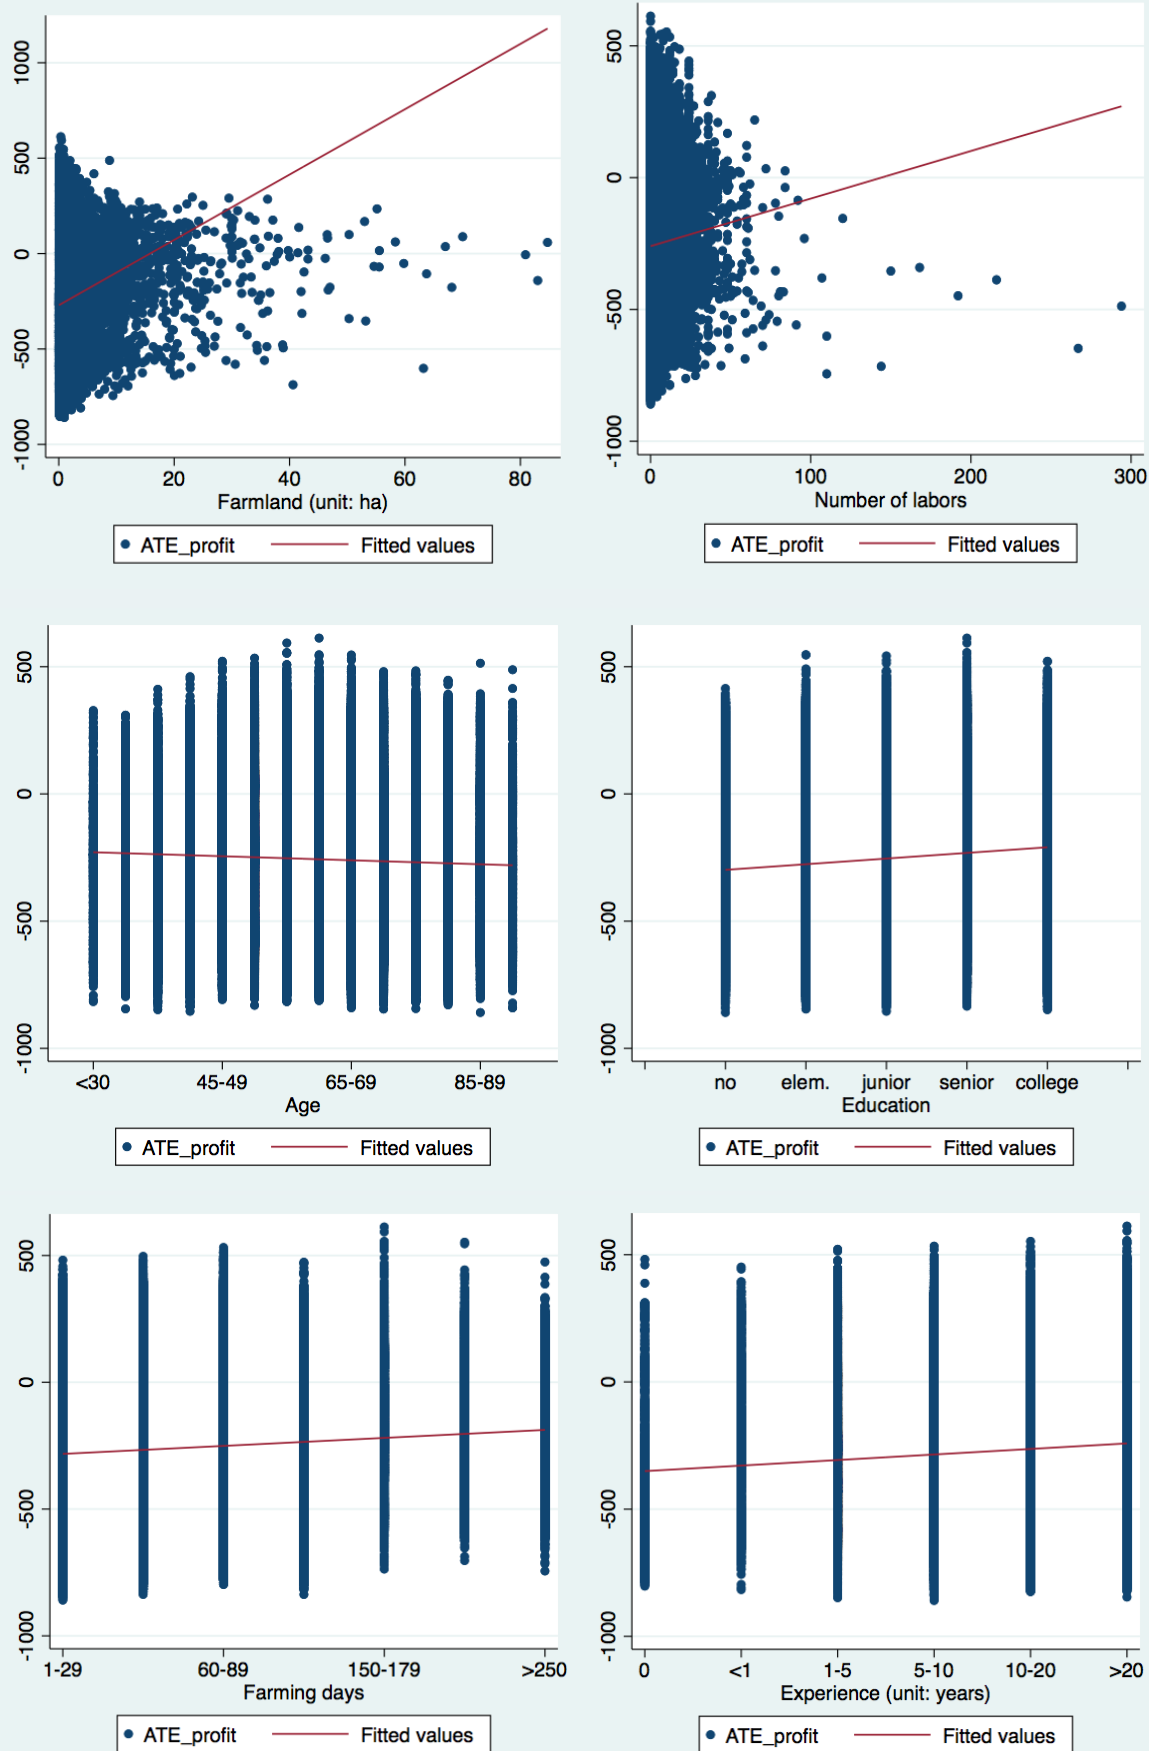 1000
500
0
-500
-1000
0 20 40 60 80
Farmland (unit: ha)
ATE_profit Fitted values
500
0
-500
-1000
0 100 200 300
Number of labors
ATE_profit Fitted values
500
0
-500
-1000
<30 45-49 65-69 85-89
Age
ATE_profit Fitted values
500
0
-500
-1000
no elem. junior senior college
Education
ATE_profit Fitted values
500
0
-500
-1000
1-29 60-89 150-179 >250
Farming days
ATE_profit Fitted values
500
0
-500
-1000
0 <1 1-5 5-10 10-20 >20
Experience (unit: years)
ATE_profit Fitted values